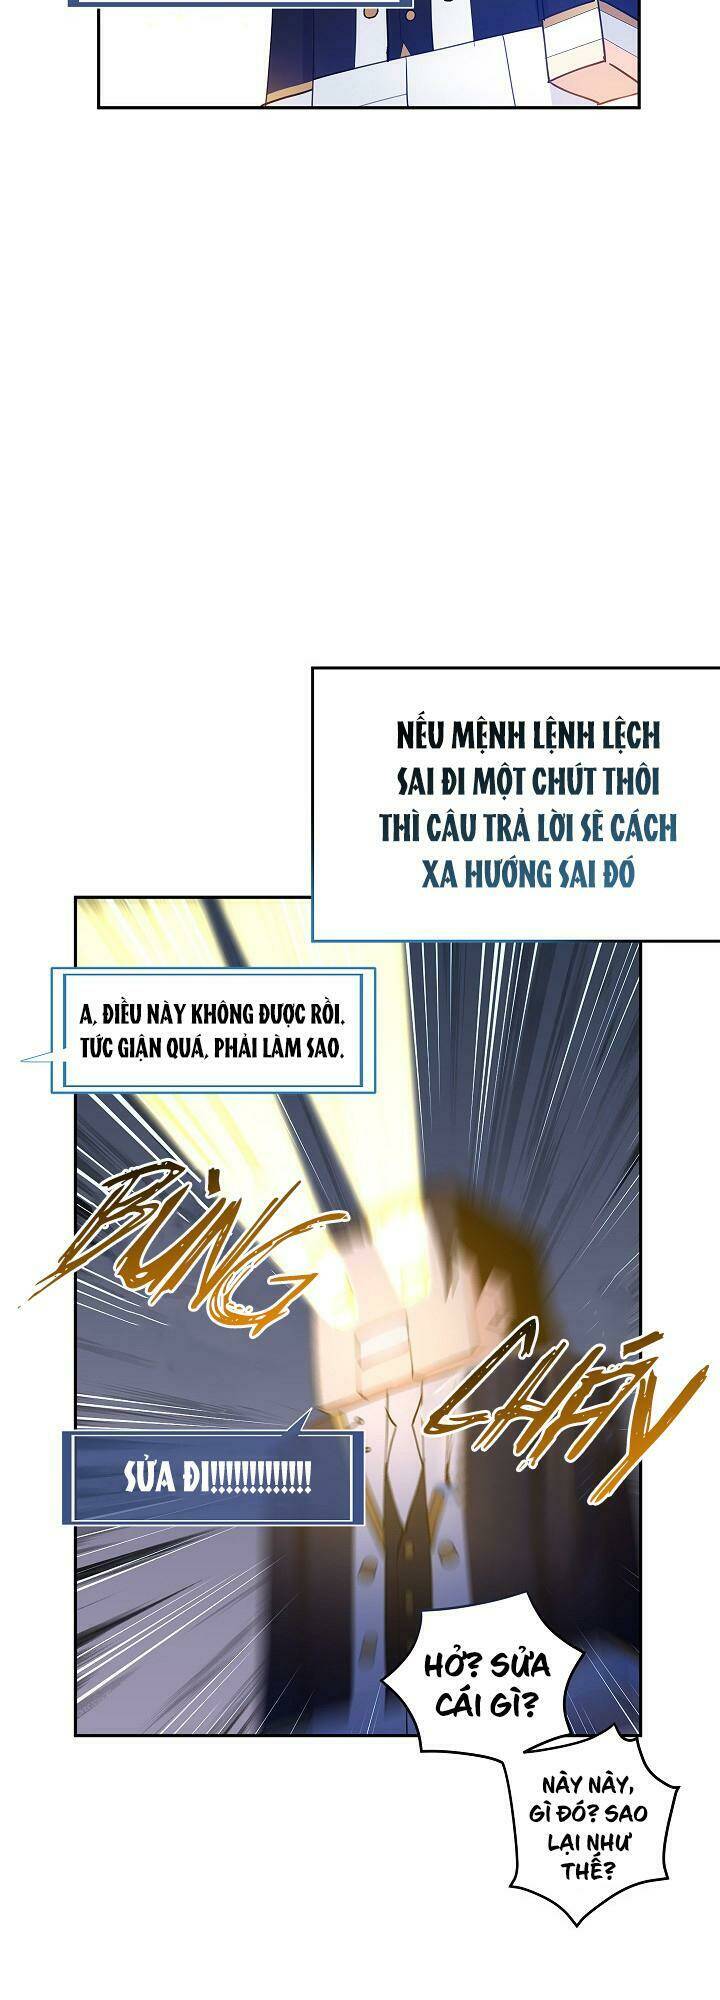 NẾU MỆNH LỆNH LỆCH
SAI ĐI MỘT CHÚT THÔI
THÌ CÂU TRẢ LỜI SẼ CÁCH
XA HƯỚNG SAI ĐÓ
A, ĐIỀU NÀY KHÔNG ĐƯỢC RỒI.
TỨC GIẬN QUÁ, PHẢI LÀM SAO.
BÙNG
CHÁY
SỬA ĐI!!!!!!!!!!!!!
HỞ? SỬA
CÁI GÌ?
NÀY NÀY,
GÌ ĐÓ? SAO
LẠI NHƯ
THẾ?